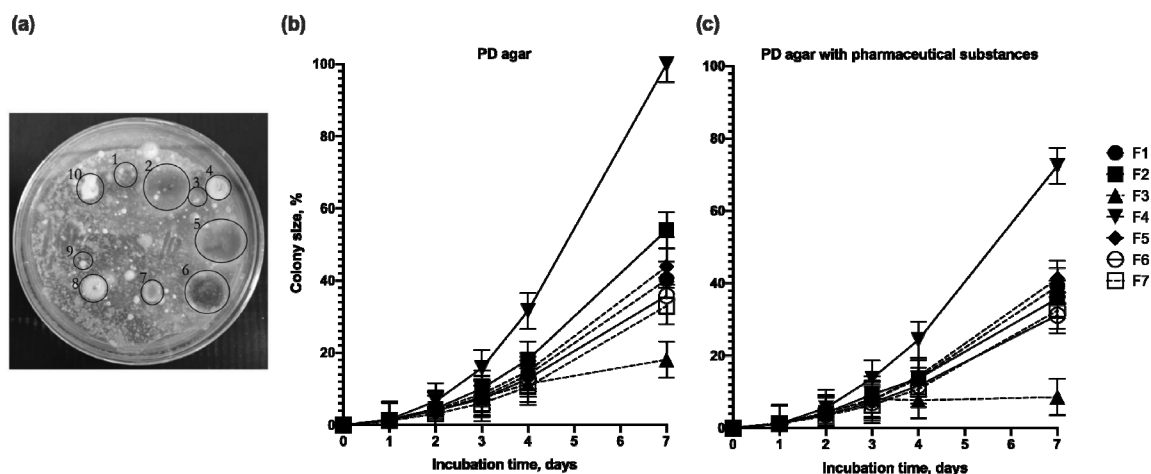 (a)
10
1
2
3
4
5
6
7
8
9
(b)
PD agar
Colony size, %
100
80
60
40
20
0
0 1 2 3 4 5 6 7
Incubation time, days
(c)
PD agar with pharmaceutical substances
100
80
60
40
20
0
0 1 2 3 4 5 6 7
Incubation time, days
F1
F2
F3
F4
F5
F6
F7